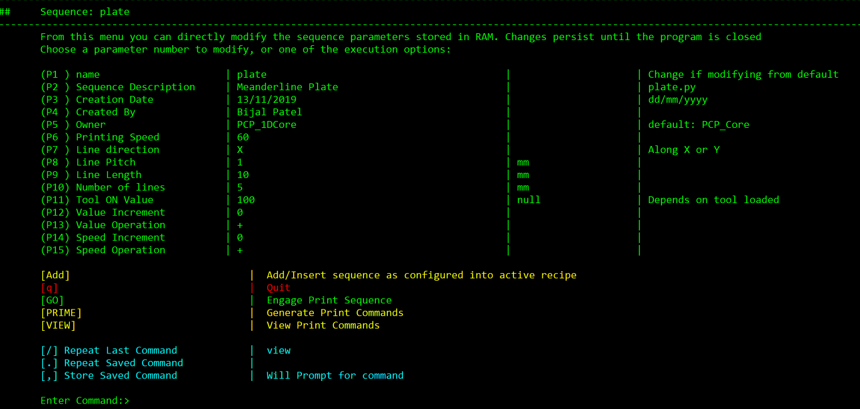 ## Sequence: plate
From this menu you can directly modify the sequence parameters stored in RAM. Changes persist until the program is closed
Choose a parameter number to modify, or one of the execution options:
(P1 ) name | plate | | Change if modifying from default
(P2 ) Sequence Description | Meanderline Plate | | plate.py
(P3 ) Creation Date | 13/11/2019 | | dd/mm/yyyy
(P4 ) Created By | Bijal Patel | |
(P5 ) Owner | PCP_1DCore | | default: PCP_Core
(P6 ) Printing Speed | 60 | |
(P7 ) Line direction | X | | Along X or Y
(P8 ) Line Pitch | 1 | mm |
(P9 ) Line Length | 10 | mm |
(P10) Number of lines | 5 | mm |
(P11) Tool ON Value | 100 | null | Depends on tool loaded
(P12) Value Increment | 0 | |
(P13) Value Operation | + | |
(P14) Speed Increment | 0 | |
(P15) Speed Operation | + | |
[Add] | Add/Insert sequence as configured into active recipe
[q] | Quit
[GO] | Engage Print Sequence
[PRIME] | Generate Print Commands
[VIEW] | View Print Commands
[/] Repeat Last Command | view
[.] Repeat Saved Command |
[,] Store Saved Command | Will Prompt for command
Enter Command:>